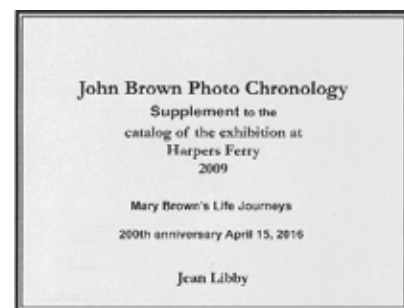 John Brown Photo Chronology
Supplement to the
catalog of the exhibition at
Harpers Ferry
2009
Mary Brown's Life Journeys
200th anniversary April 15, 2016
Jean Libby